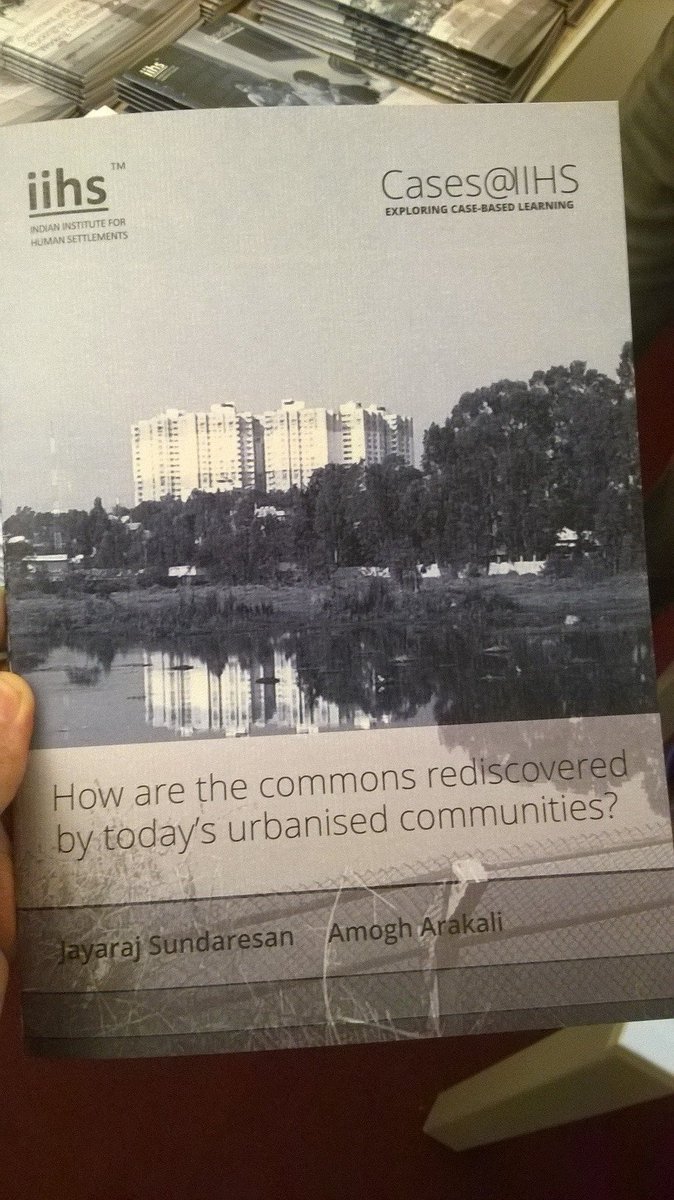 iihs
iihs™
INDIAN INSTITUTE FOR
HUMAN SETTLEMENTS
Cases@IIHS
EXPLORING CASE-BASED LEARNING
How are the commons rediscovered
by today's urbanised communities?
Jayaraj Sundaresan Amogh Arakali